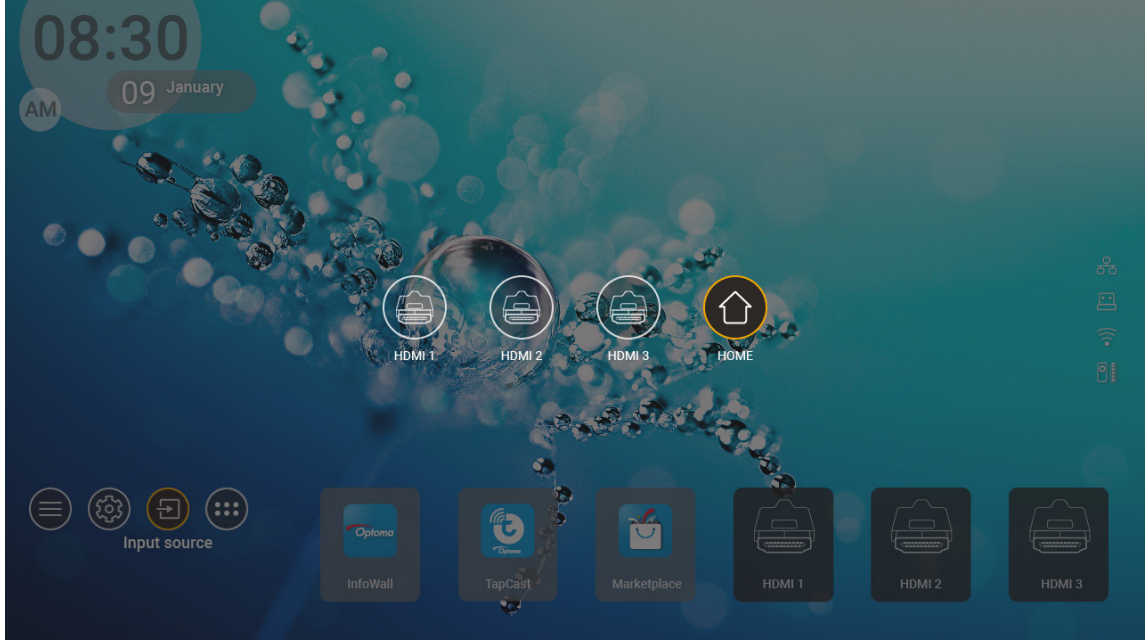 08:30
09 January
AM
HDMI 1 HDMI 2 HDMI 3 HOME
Input source
Optoma
Optoma
InfoWall TapCast Marketplace HDMI 1 HDMI 2 HDMI 3